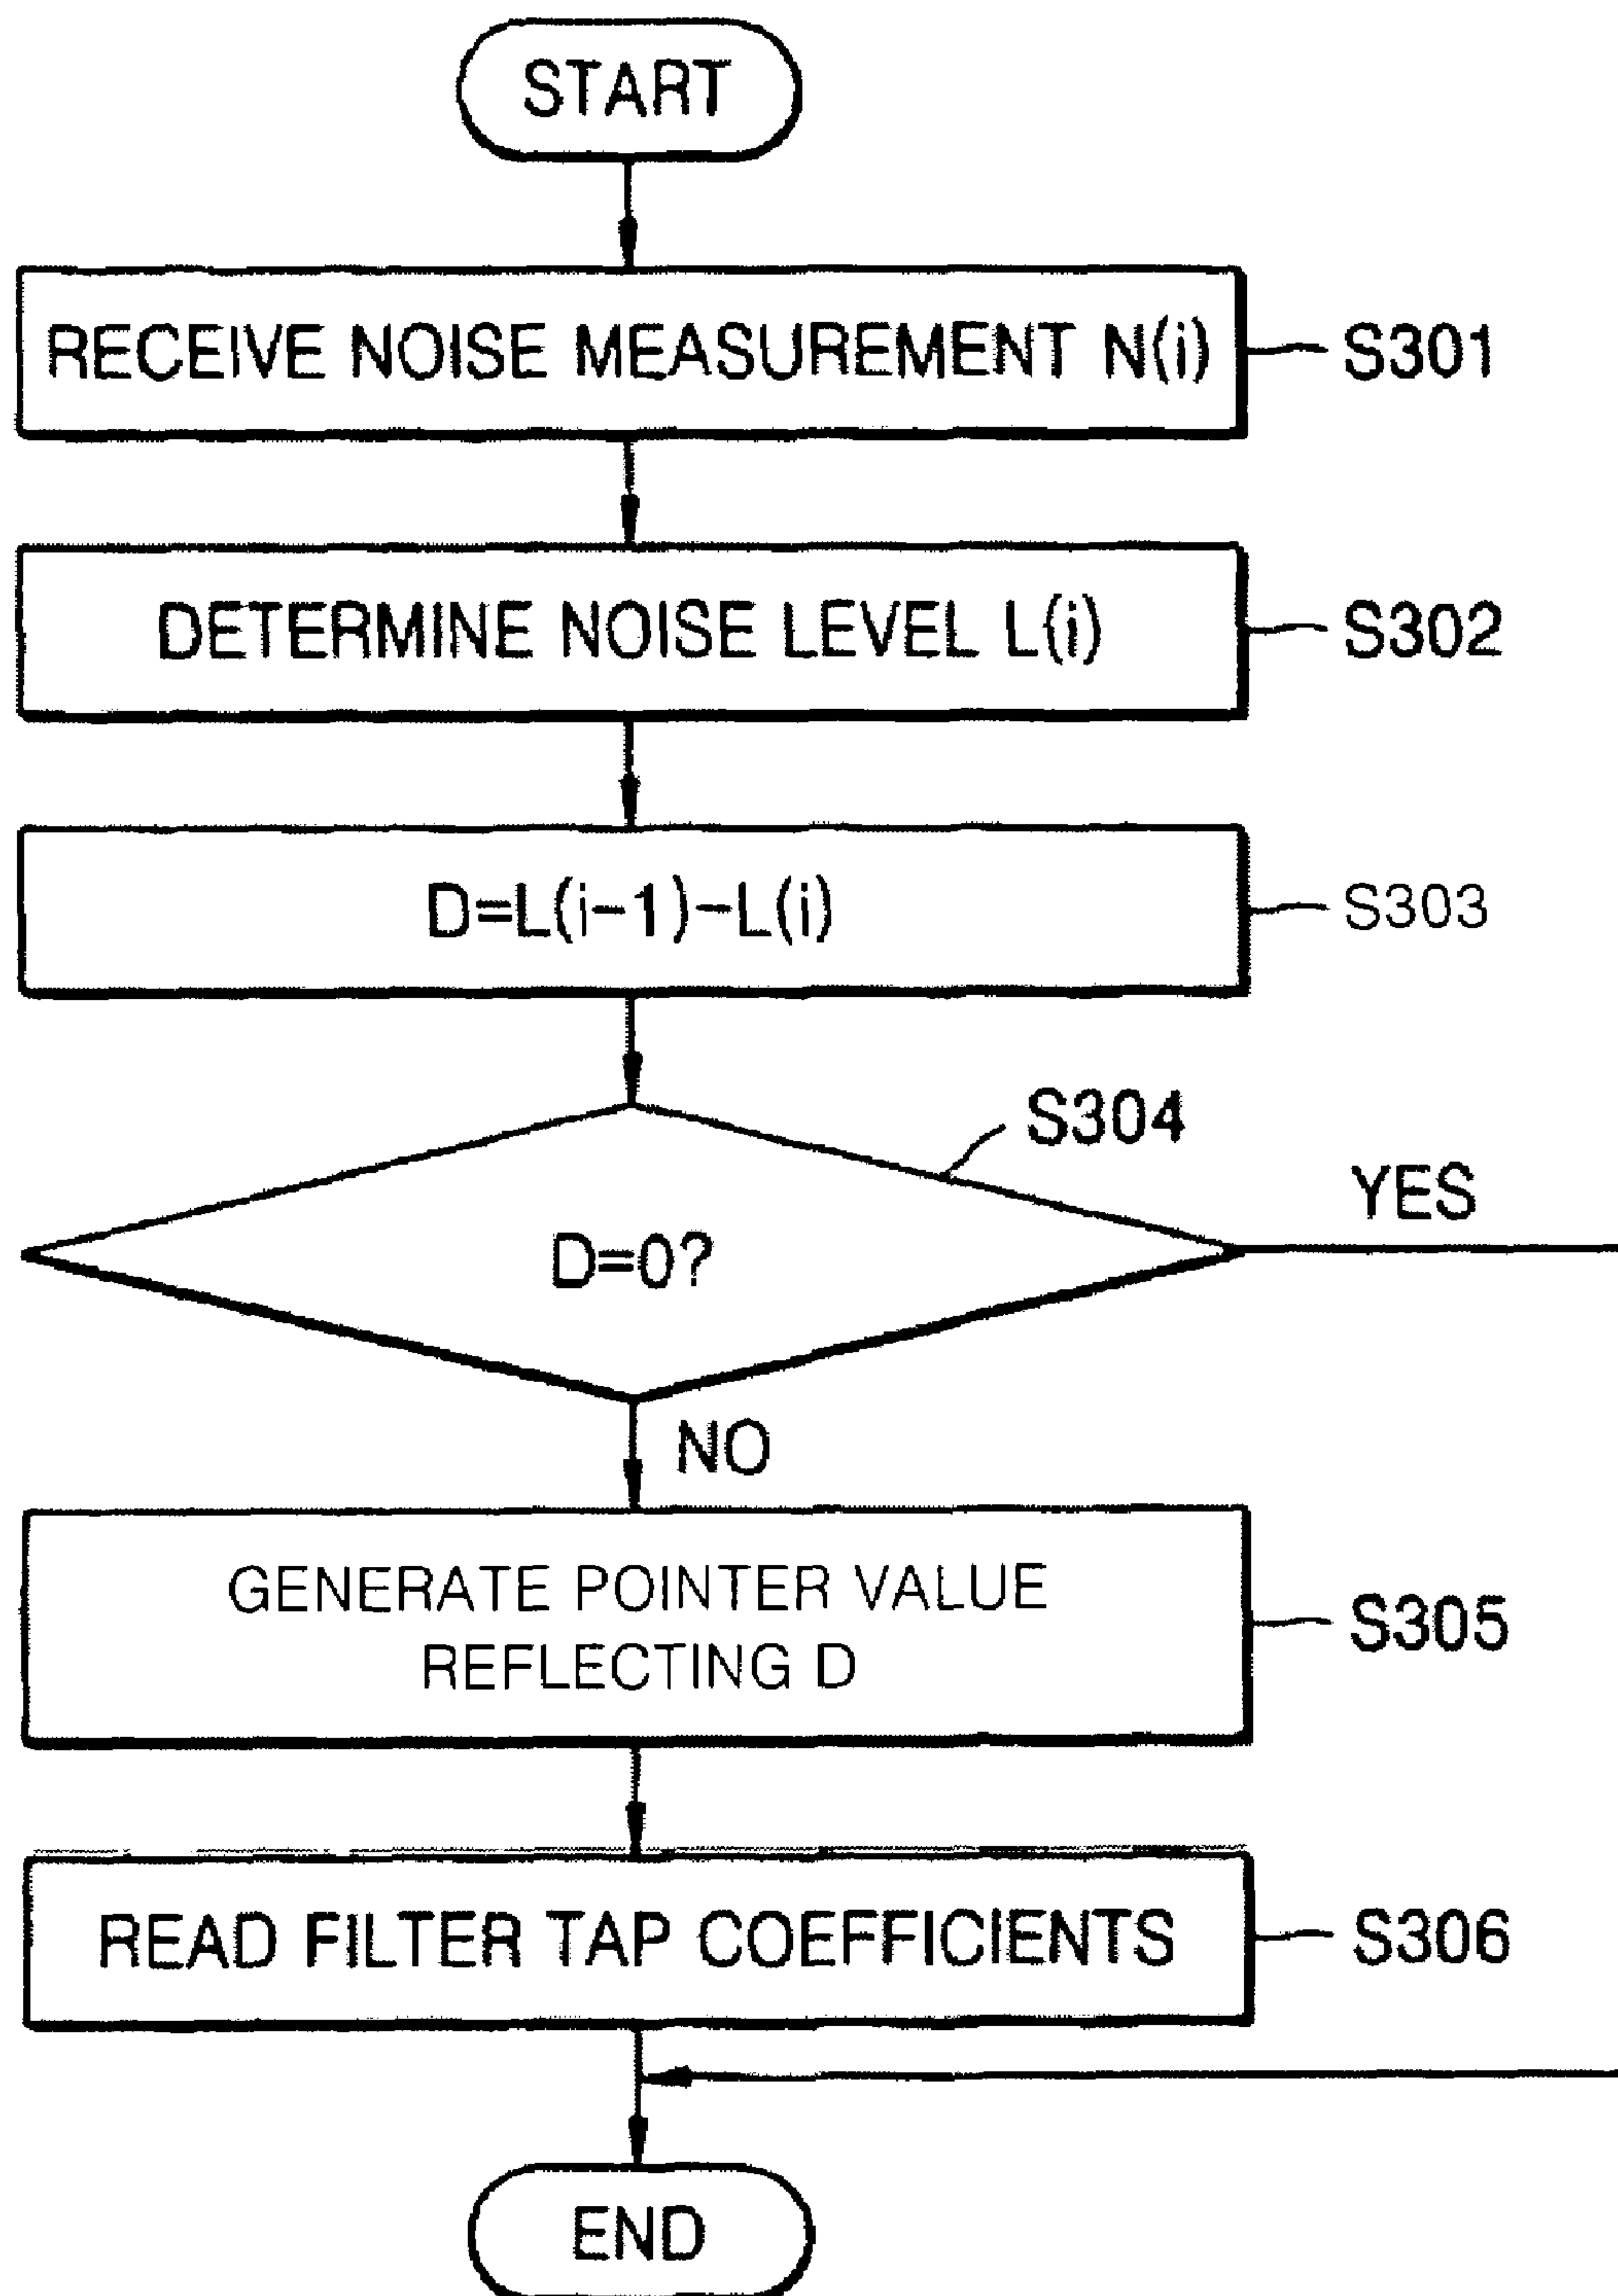 START
RECEIVE NOISE MEASUREMENT N(i)
S301
DETERMINE NOISE LEVEL L(i)
S302
D=L(i-1)-L(i)
S303
S304
D=0?
YES
NO
GENERATE POINTER VALUE
REFLECTING D
S305
READ FILTER TAP COEFFICIENTS
S306
END